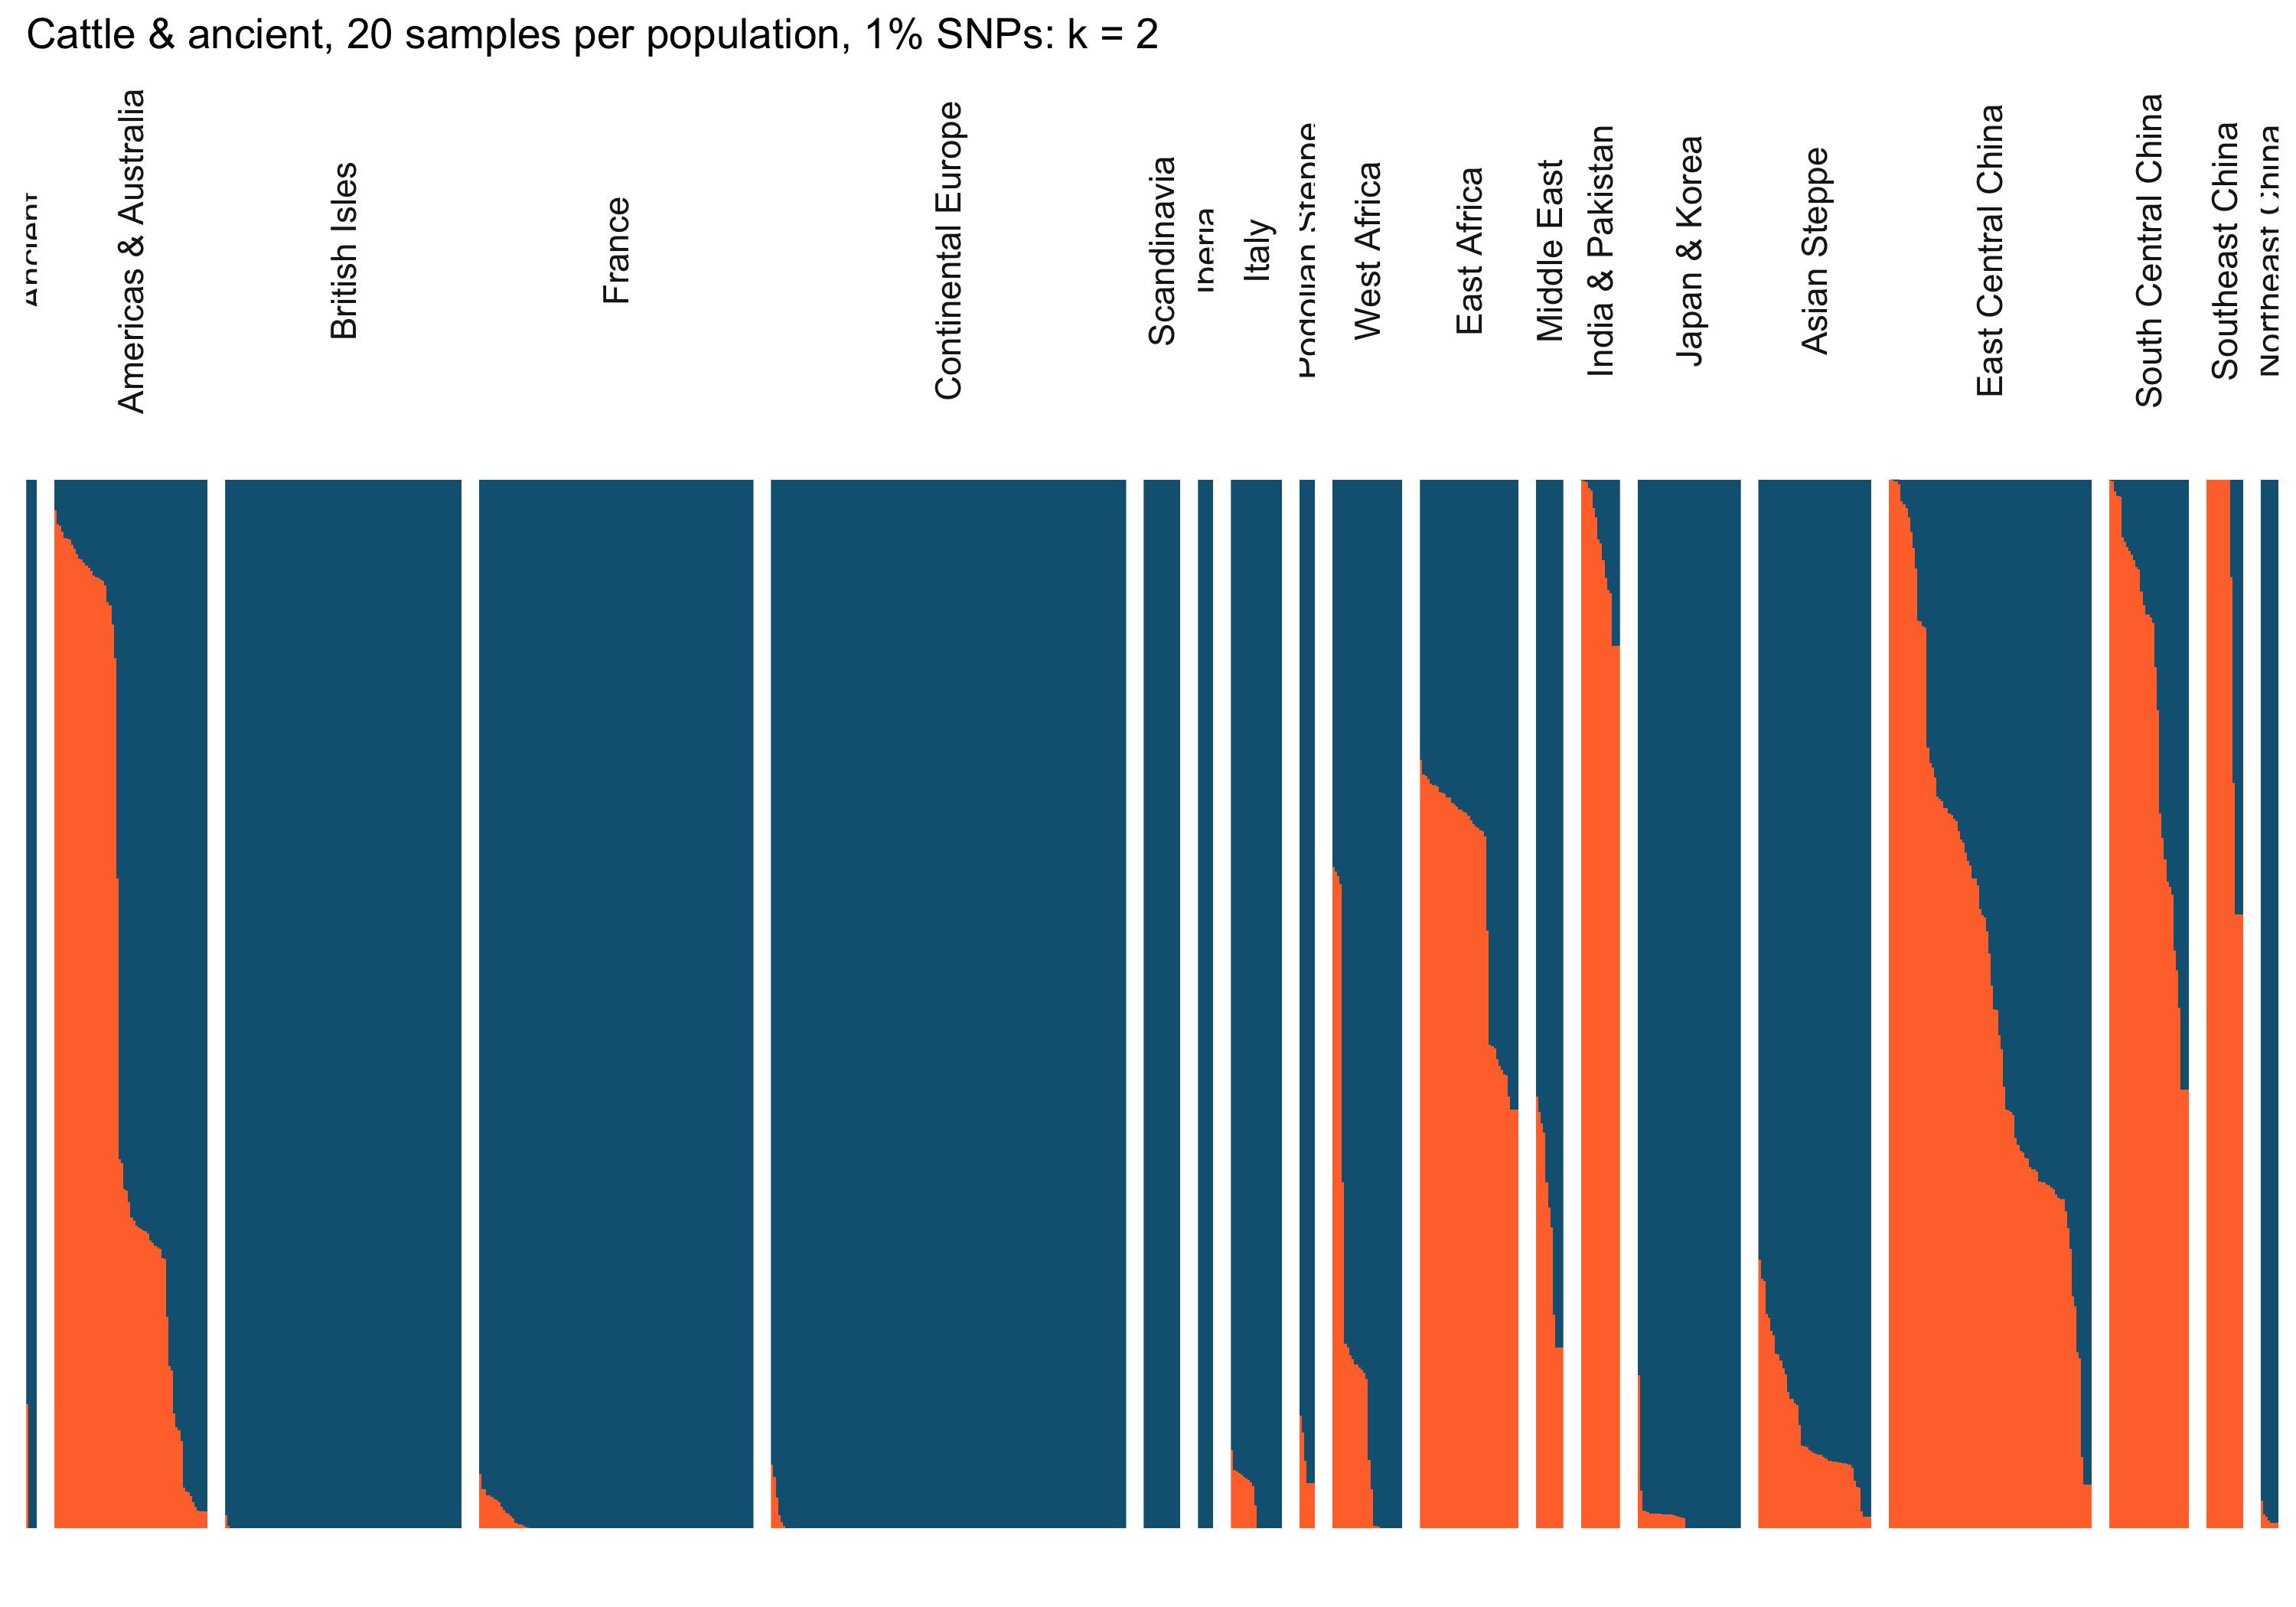 Cattle & ancient, 20 samples per population, 1% SNPs: k = 2
Ancient
Americas & Australia
British Isles
France
Continental Europe
Scandinavia
Iberia
Italy
Podolian Steppe
West Africa
East Africa
Middle East
India & Pakistan
Japan & Korea
Asian Steppe
East Central China
South Central China
Southeast China
Northeast China